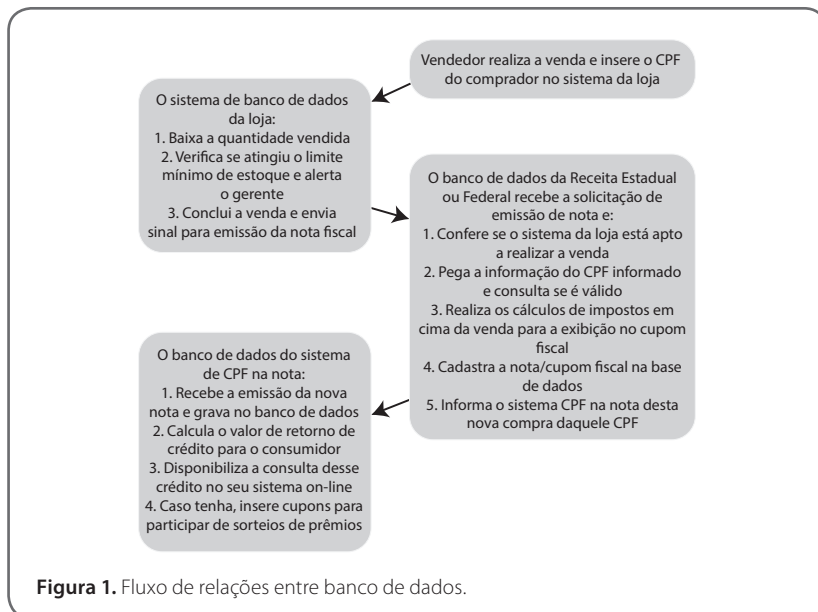 Vendedor realiza a venda e insere o CPF
do comprador no sistema da loja
O sistema de banco de dados
da loja:
1. Baixa a quantidade vendida
2. Verifica se atingiu o limite
mínimo de estoque e alerta
o gerente
3. Conclui a venda e envia
sinal para emissão da nota fiscal
O banco de dados da Receita Estadual
ou Federal recebe a solicitação de
emissão de nota e:
1. Confere se o sistema da loja está apto
a realizar a venda
2. Pega a informação do CPF informado
e consulta se é válido
3. Realiza os cálculos de impostos em
cima da venda para a exibição no cupom
fiscal
4. Cadastra a nota/cupom fiscal na base
de dados
5. Informa o sistema CPF na nota desta
nova compra daquele CPF
O banco de dados do sistema
de CPF na nota:
1. Recebe a emissão da nova
nota e grava no banco de dados
2. Calcula o valor de retorno de
crédito para o consumidor
3. Disponibiliza a consulta desse
crédito no seu sistema on-line
4. Caso tenha, insere cupons para
participar de sorteios de prêmios
Figura 1. Fluxo de relações entre banco de dados.